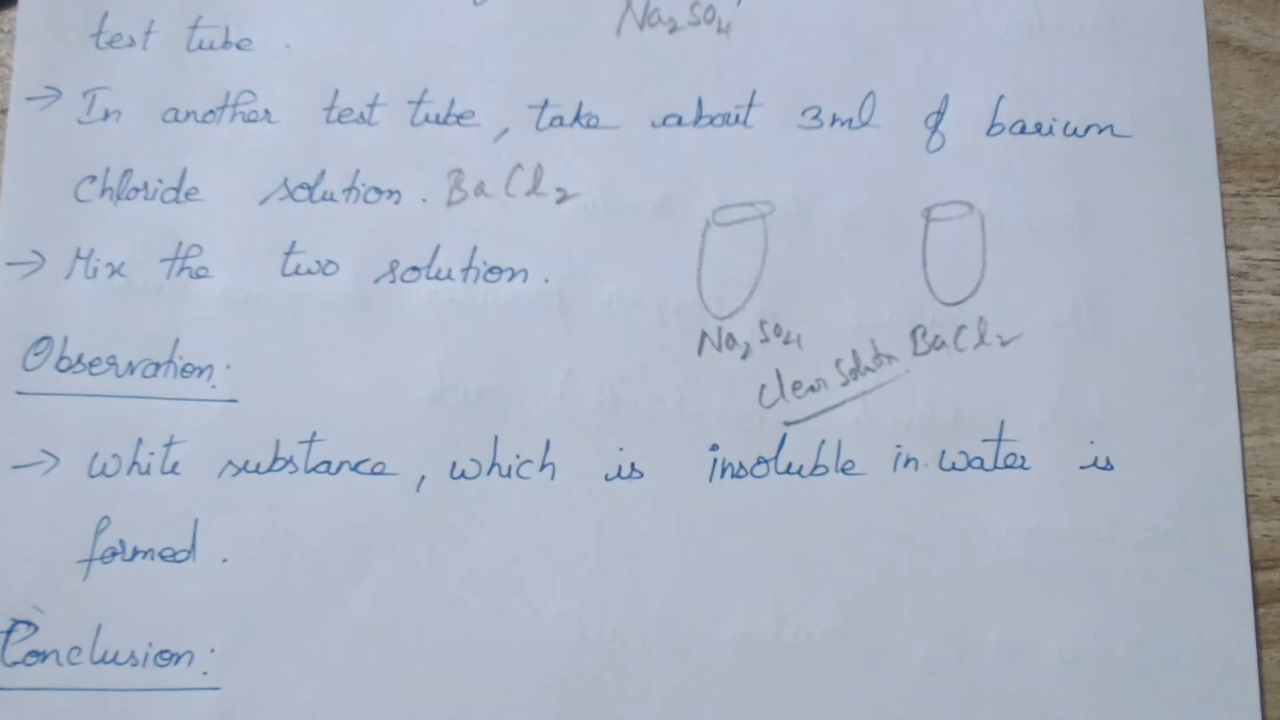 Na₂SO₄
test tube.
→ In another test tube, take about 3ml of barium
chloride solution. BaCl₂
→ Mix the two solution.
Na₂SO₄
BaCl₂
clear solutn
Observation:
→ White substance, which is insoluble in water is
formed.
Conclusion: